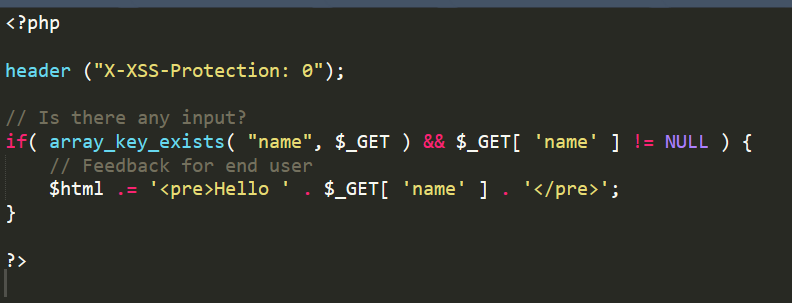 <?php
header ("X-XSS-Protection: 0");
// Is there any input?
if( array_key_exists( "name", $_GET ) && $_GET[ 'name' ] != NULL ) {
// Feedback for end user
$html .= '<pre>Hello ' . $_GET[ 'name' ] . '</pre>';
}
?>